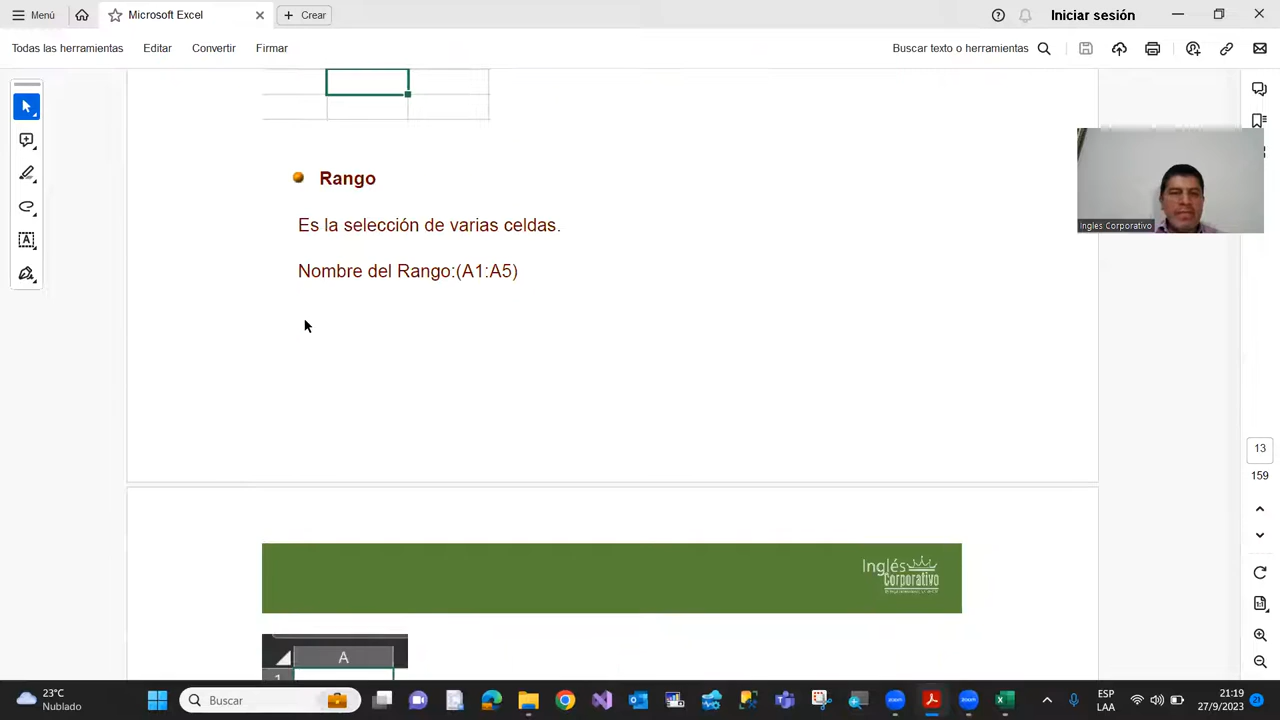 Menú
Microsoft Excel
Crear
Iniciar sesión
Todas las herramientas
Editar
Convertir
Firmar
Buscar texto o herramientas
Rango
Es la selección de varias celdas.
Nombre del Rango:(A1:A5)
Ingles Corporativo
13
159
Inglés
Corporativo
A
1
23°C
Nublado
Buscar
ESP
LAA
21:19
27/9/2023